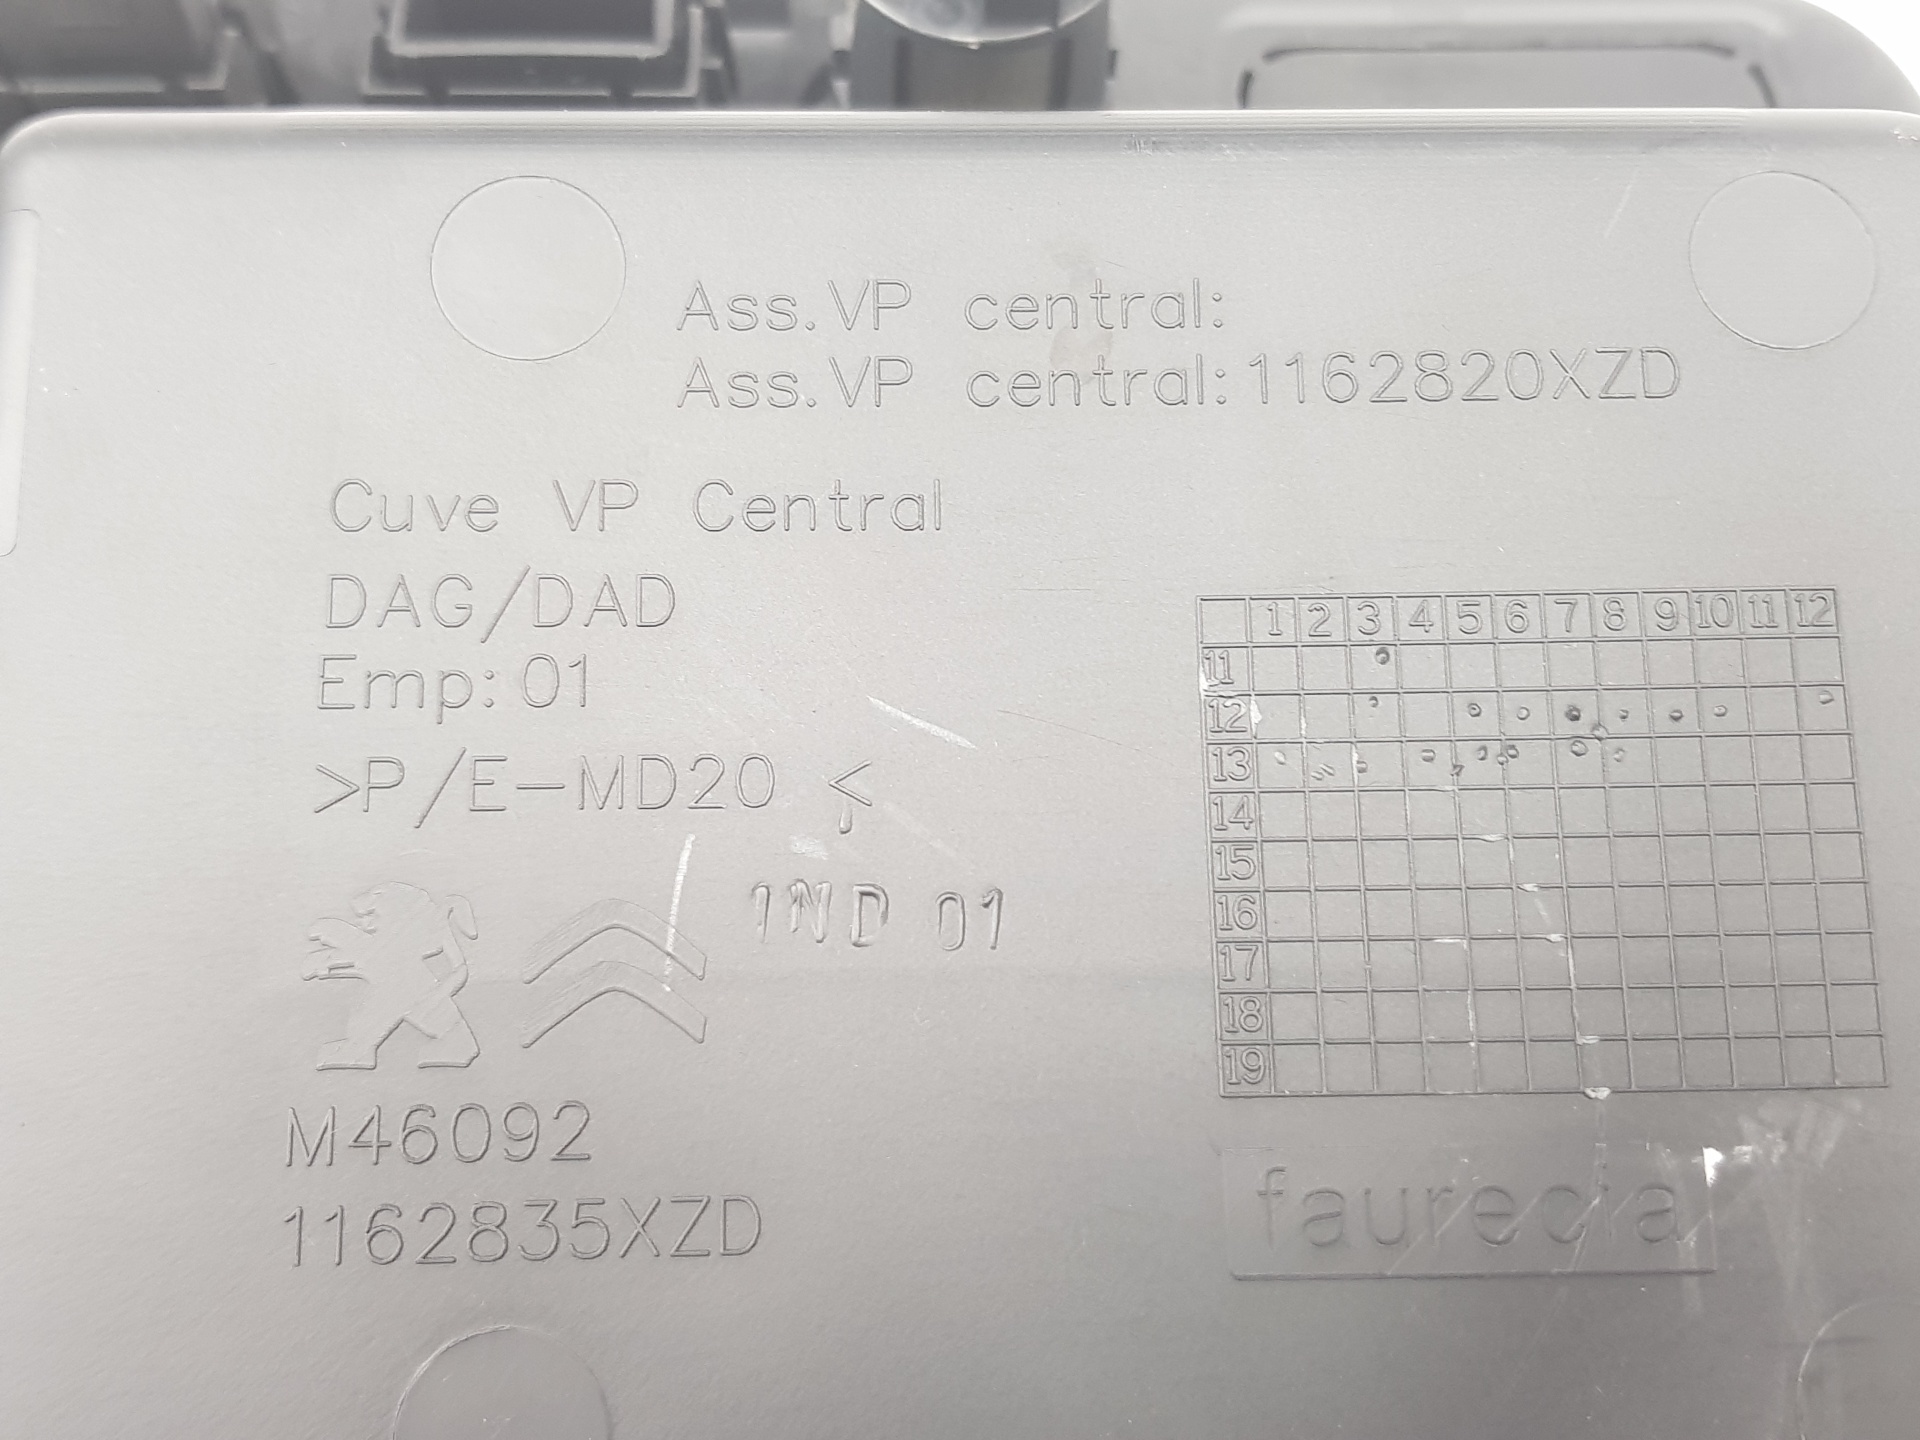 Ass.VP central:
Ass.VP central:1162820XZD
Cuve VP Central
DAG/DAD
Emp:01
>P/E-MD20 <
IND 01
M46092
1162835XZD
1 2 3 4 5 6 7 8 9 10 11 12
11
12
13
14
15
16
17
18
19
faurecia